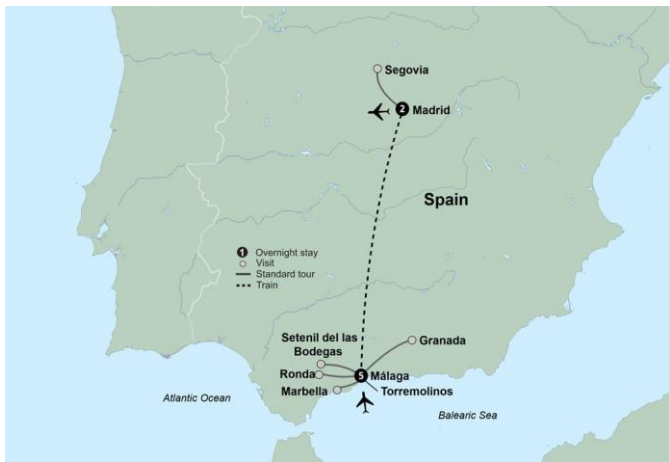 Segovia
2 Madrid
Spain
1 Overnight stay
Visit
Standard tour
Train
Setenil del las
Bodegas
Granada
Ronda
5 Málaga
Marbella
Torremolinos
Atlantic Ocean
Balearic Sea